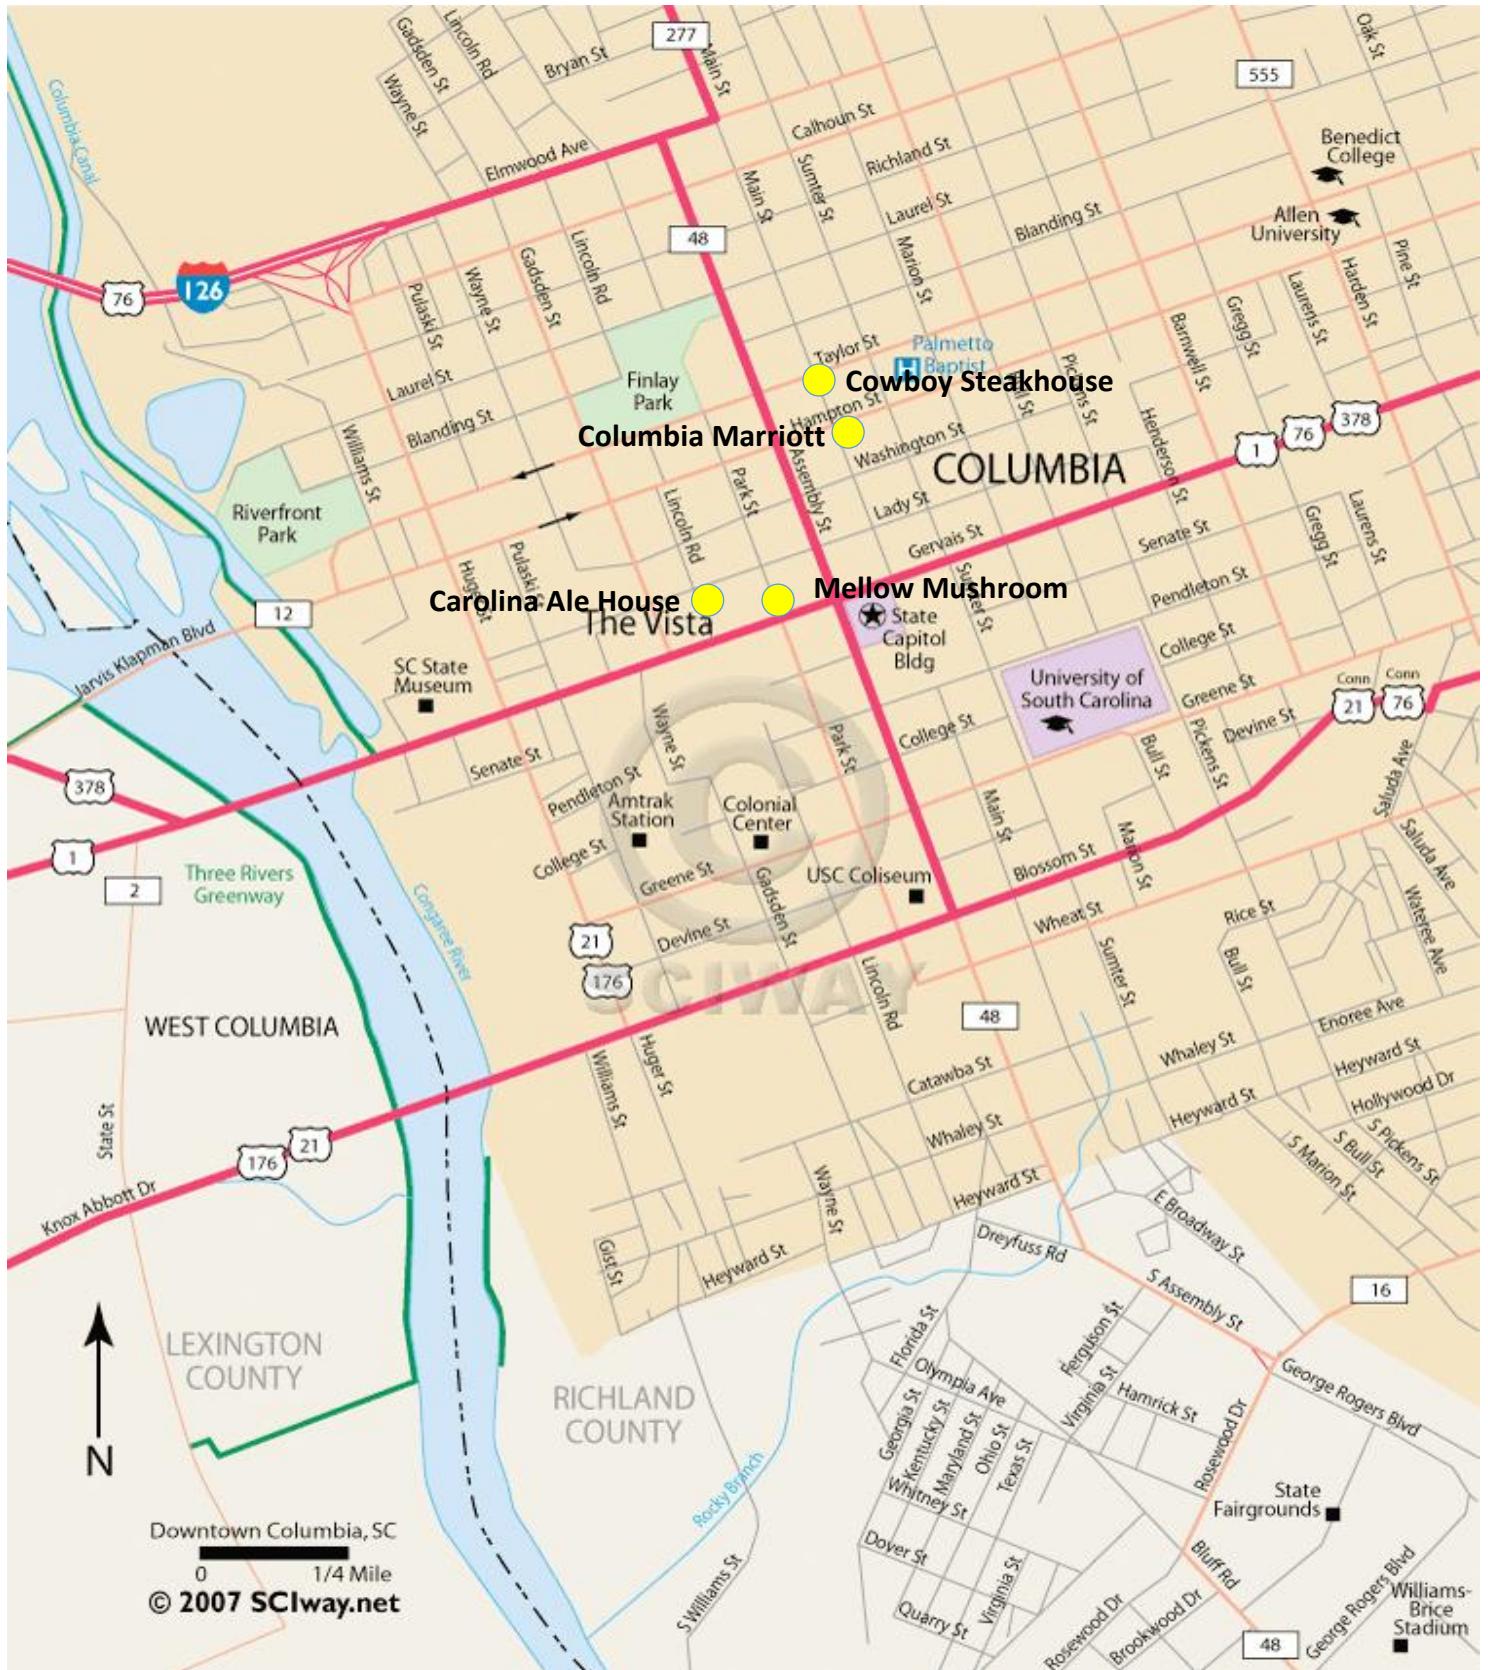 Gadsden St
Lincoln Rd
Wayne St
Bryan St
277
Main St
Oak St
555
Columbia Canal
Elmwood Ave
Calhoun St
Richland St
Benedict
College
Main St
Sumter St
Laurel St
Blanding St
Allen
University
48
Marion St
Pine St
Harden St
Laurens St
Gregg St
Barnwell St
76
126
Pulaski St
Wayne St
Gadsden St
Lincoln Rd
Taylor St
Palmetto
Baptist
H
Pickens St
Laurel St
Finlay
Park
Cowboy Steakhouse
Hampton St
Columbia Marriott
Blanding St
Washington St
Henderson St
1
76
378
COLUMBIA
Williams St
Assembly St
Park St
Lincoln Rd
Lady St
Gervais St
Senate St
Gregg St
Laurens St
Riverfront
Park
Huger St
Pulaski St
Sumter St
Pendleton St
Carolina Ale House
The Vista
Mellow Mushroom
12
State
Capitol
Bldg
College St
Jarvis Klapman Blvd
SC State
Museum
University of
South Carolina
Greene St
Conn
21
Conn
76
Devine St
Wayne St
Park St
College St
Bull St
Pickens St
Saluda Ave
Senate St
378
Pendleton St
Amtrak
Station
Colonial
Center
Main St
Marion St
Saluda Ave
1
2
Three Rivers
Greenway
College St
Greene St
USC Coliseum
Blossom St
Gadsden St
Congaree River
Wheat St
Rice St
Wateree Ave
21
176
Devine St
SCIWAY
Lincoln Rd
Sumter St
Bull St
48
WEST COLUMBIA
Enoree Ave
Huger St
Williams St
Whaley St
Heyward St
Catawba St
Hollywood Dr
State St
Heyward St
Whaley St
S Pickens St
S Bull St
S Marion St
176
21
Knox Abbott Dr
Wayne St
Heyward St
E Broadway St
Dreyfuss Rd
Gist St
Heyward St
S Assembly St
16
LEXINGTON
COUNTY
Florida St
Ferguson St
Olympia Ave
George Rogers Blvd
RICHLAND
COUNTY
Georgia St
Kentucky St
Maryland St
Ohio St
Texas St
Virginia St
Hamrick St
Rosewood Dr
N
Rocky Branch
Whitney St
State
Fairgrounds
Downtown Columbia, SC
0
1/4 Mile
© 2007 SCIway.net
Dover St
Virginia St
Bluff Rd
S Williams St
Quarry St
Rosewood Dr
Brookwood Dr
48
George Rogers Blvd
Williams-
Brice
Stadium